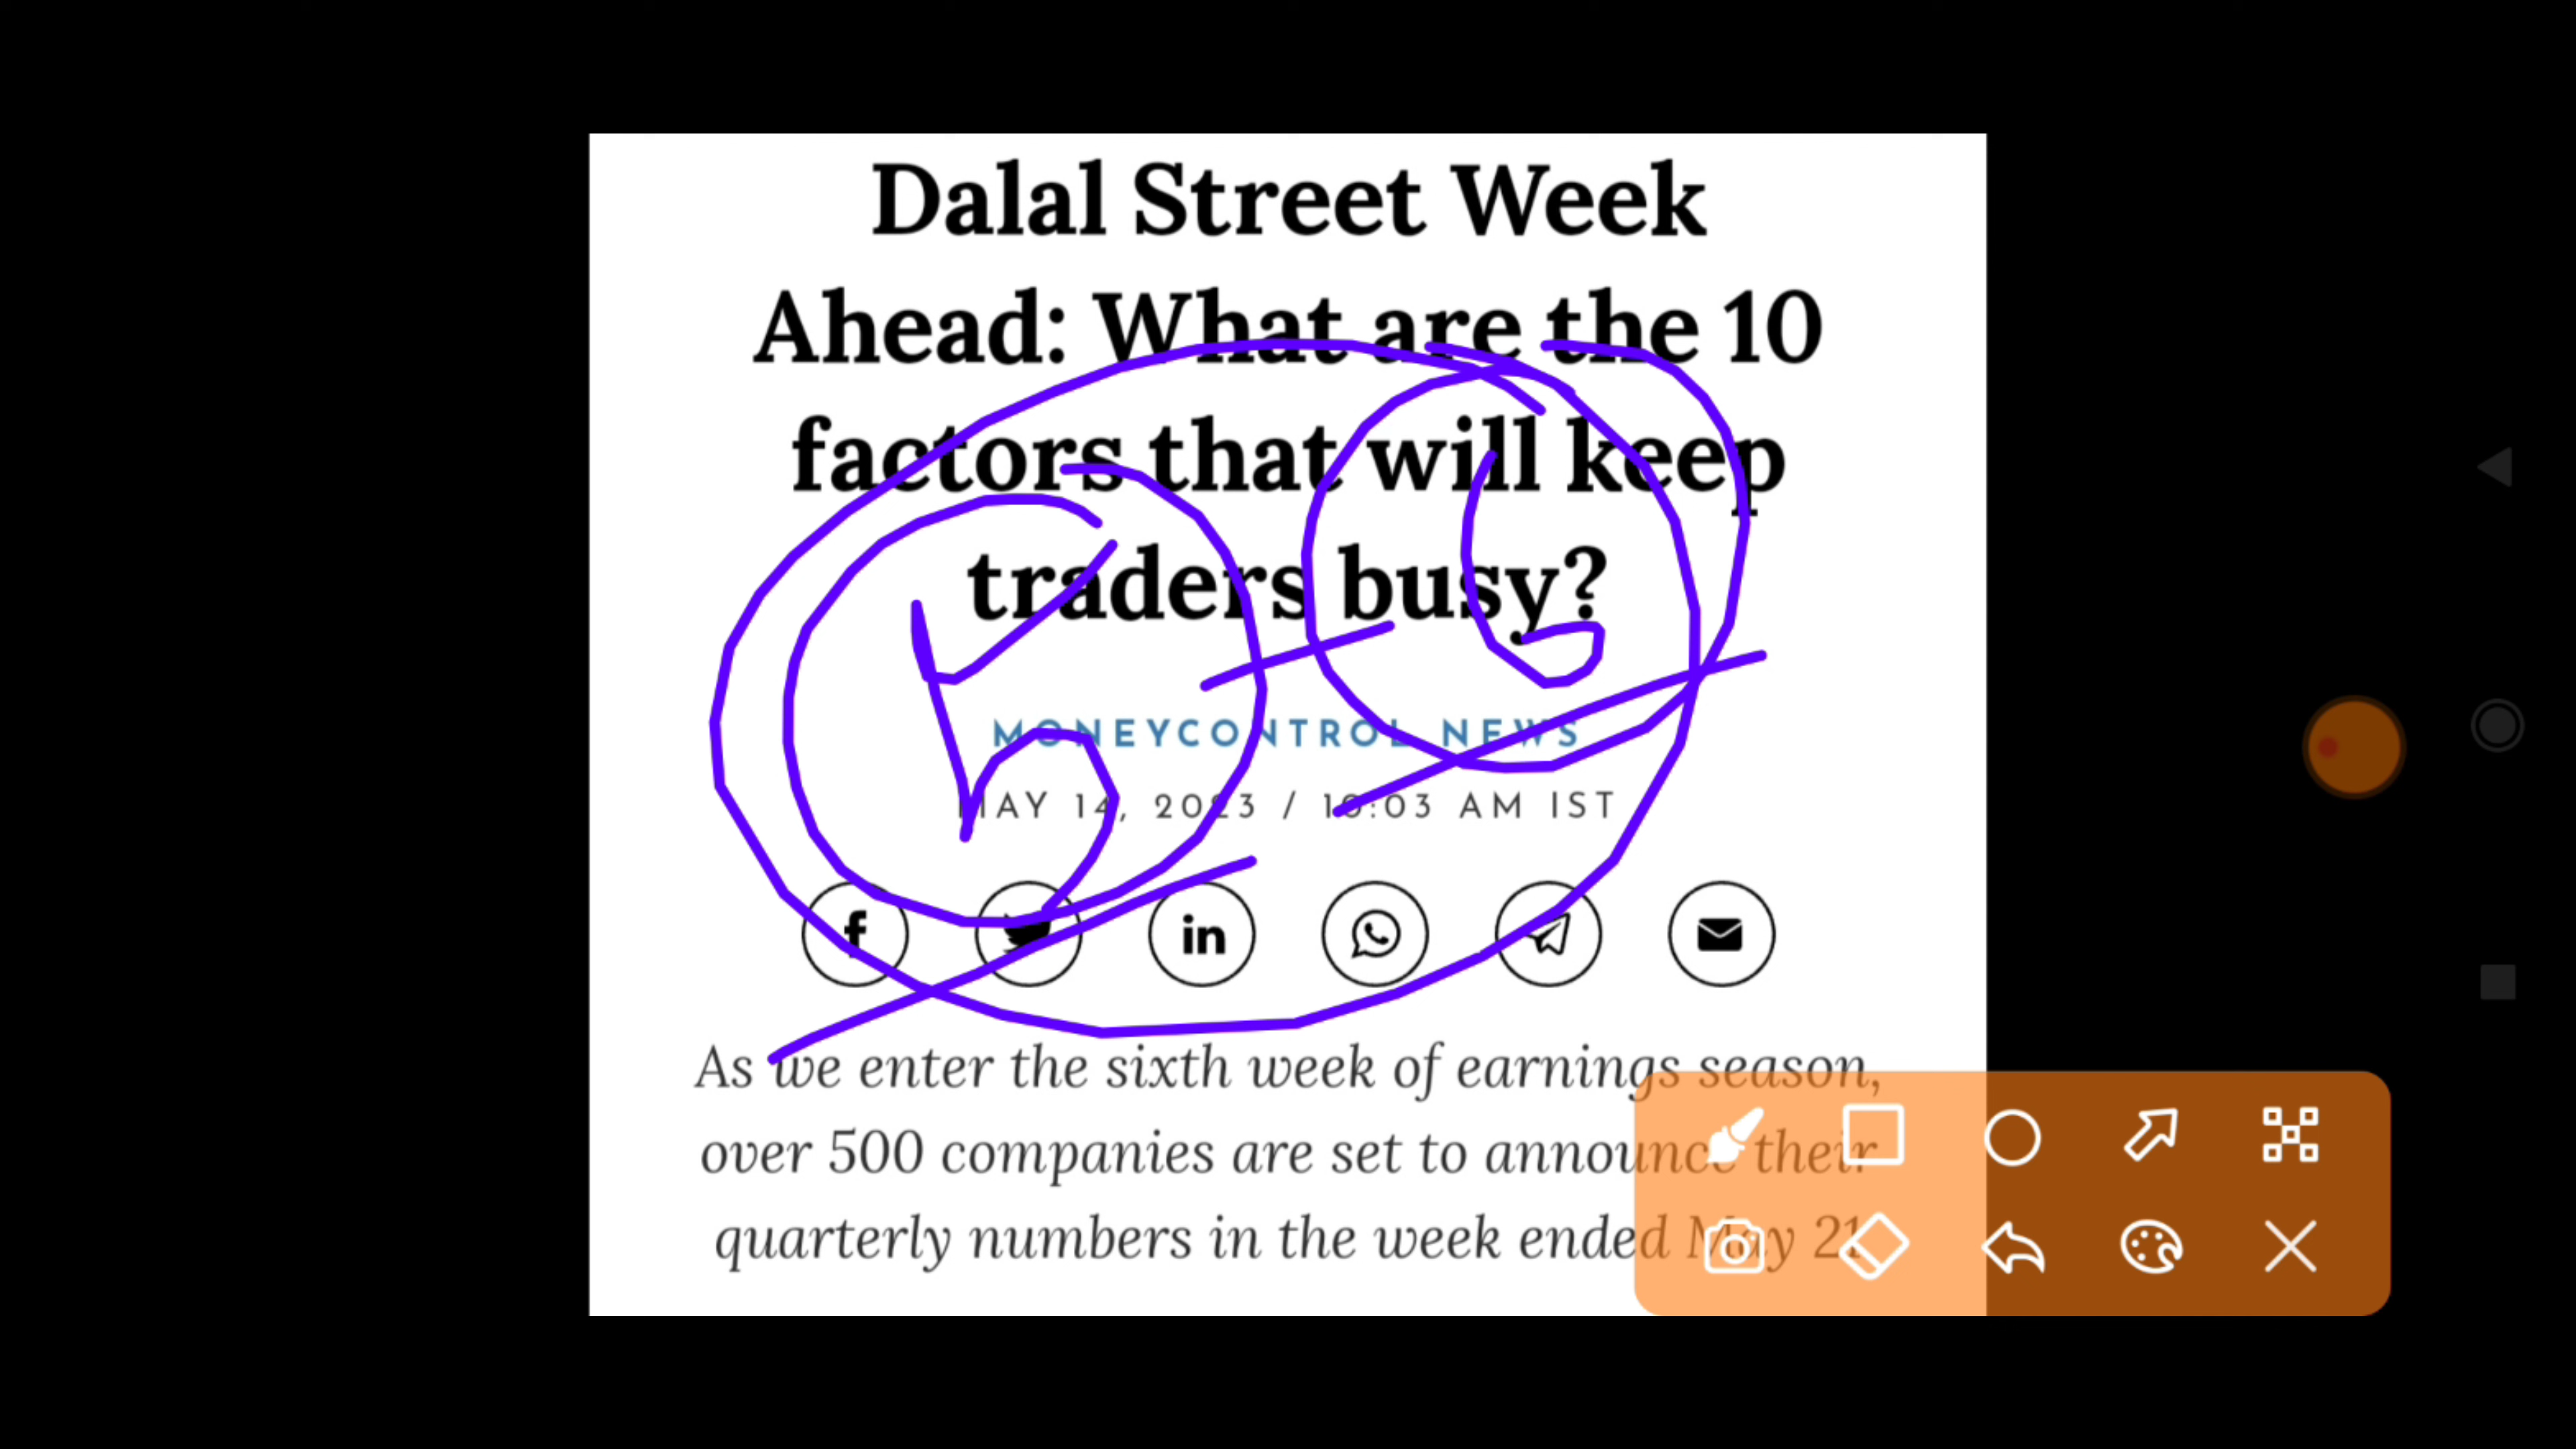 Dalal Street Week
Ahead: What are the 10
factors that will keep
traders busy?
MONEYCONTROL NEWS
MAY 14, 2023 / 10:03 AM IST
5 - 6
As we enter the sixth week of earnings season,
over 500 companies are set to announce their
quarterly numbers in the week ended May 21